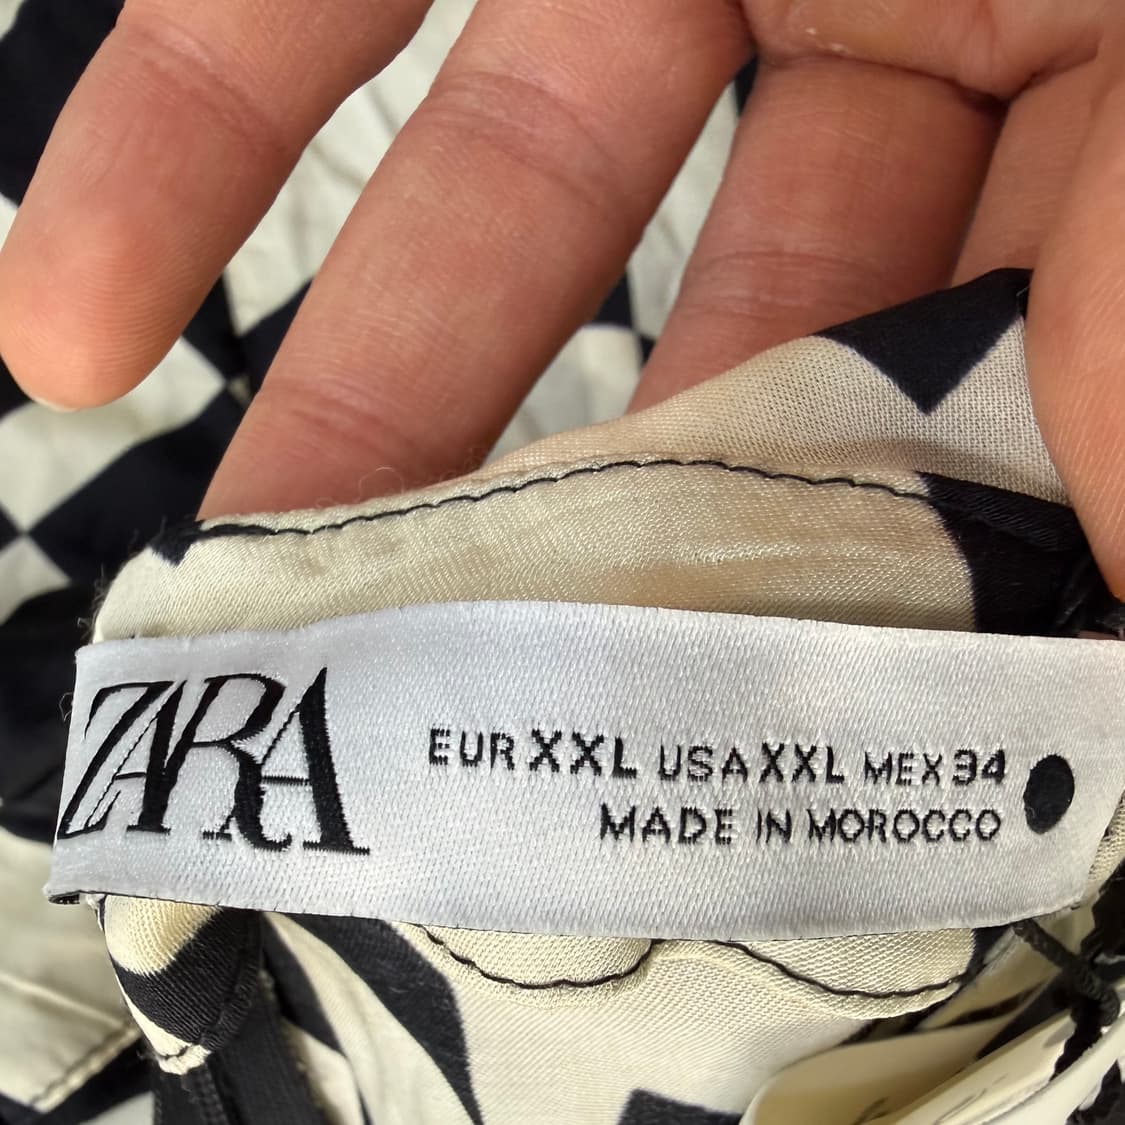 ZARA
EUR XXL USA XXL MEX 34
MADE IN MOROCCO